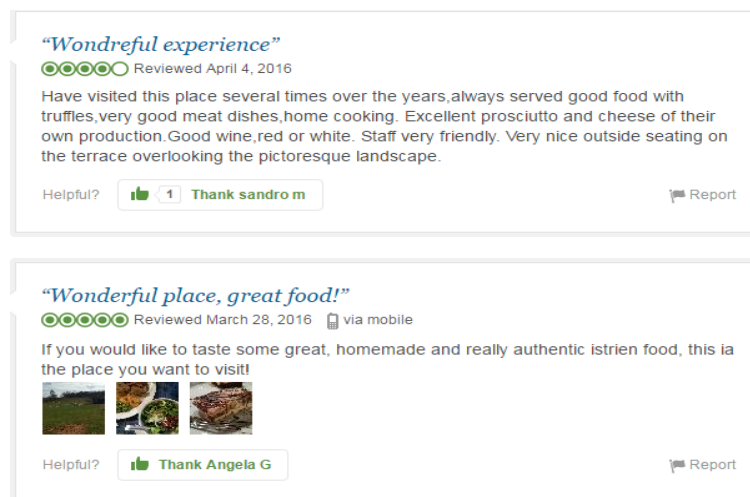 “Wondreful experience”
Reviewed April 4, 2016
Have visited this place several times over the years,always served good food with
truffles,very good meat dishes,home cooking. Excellent prosciutto and cheese of their
own production.Good wine,red or white. Staff very friendly. Very nice outside seating on
the terrace overlooking the pictoresque landscape.
Helpful? 1 Thank sandro m Report
“Wonderful place, great food!”
Reviewed March 28, 2016 via mobile
If you would like to taste some great, homemade and really authentic istrien food, this ia
the place you want to visit!
Helpful? Thank Angela G Report